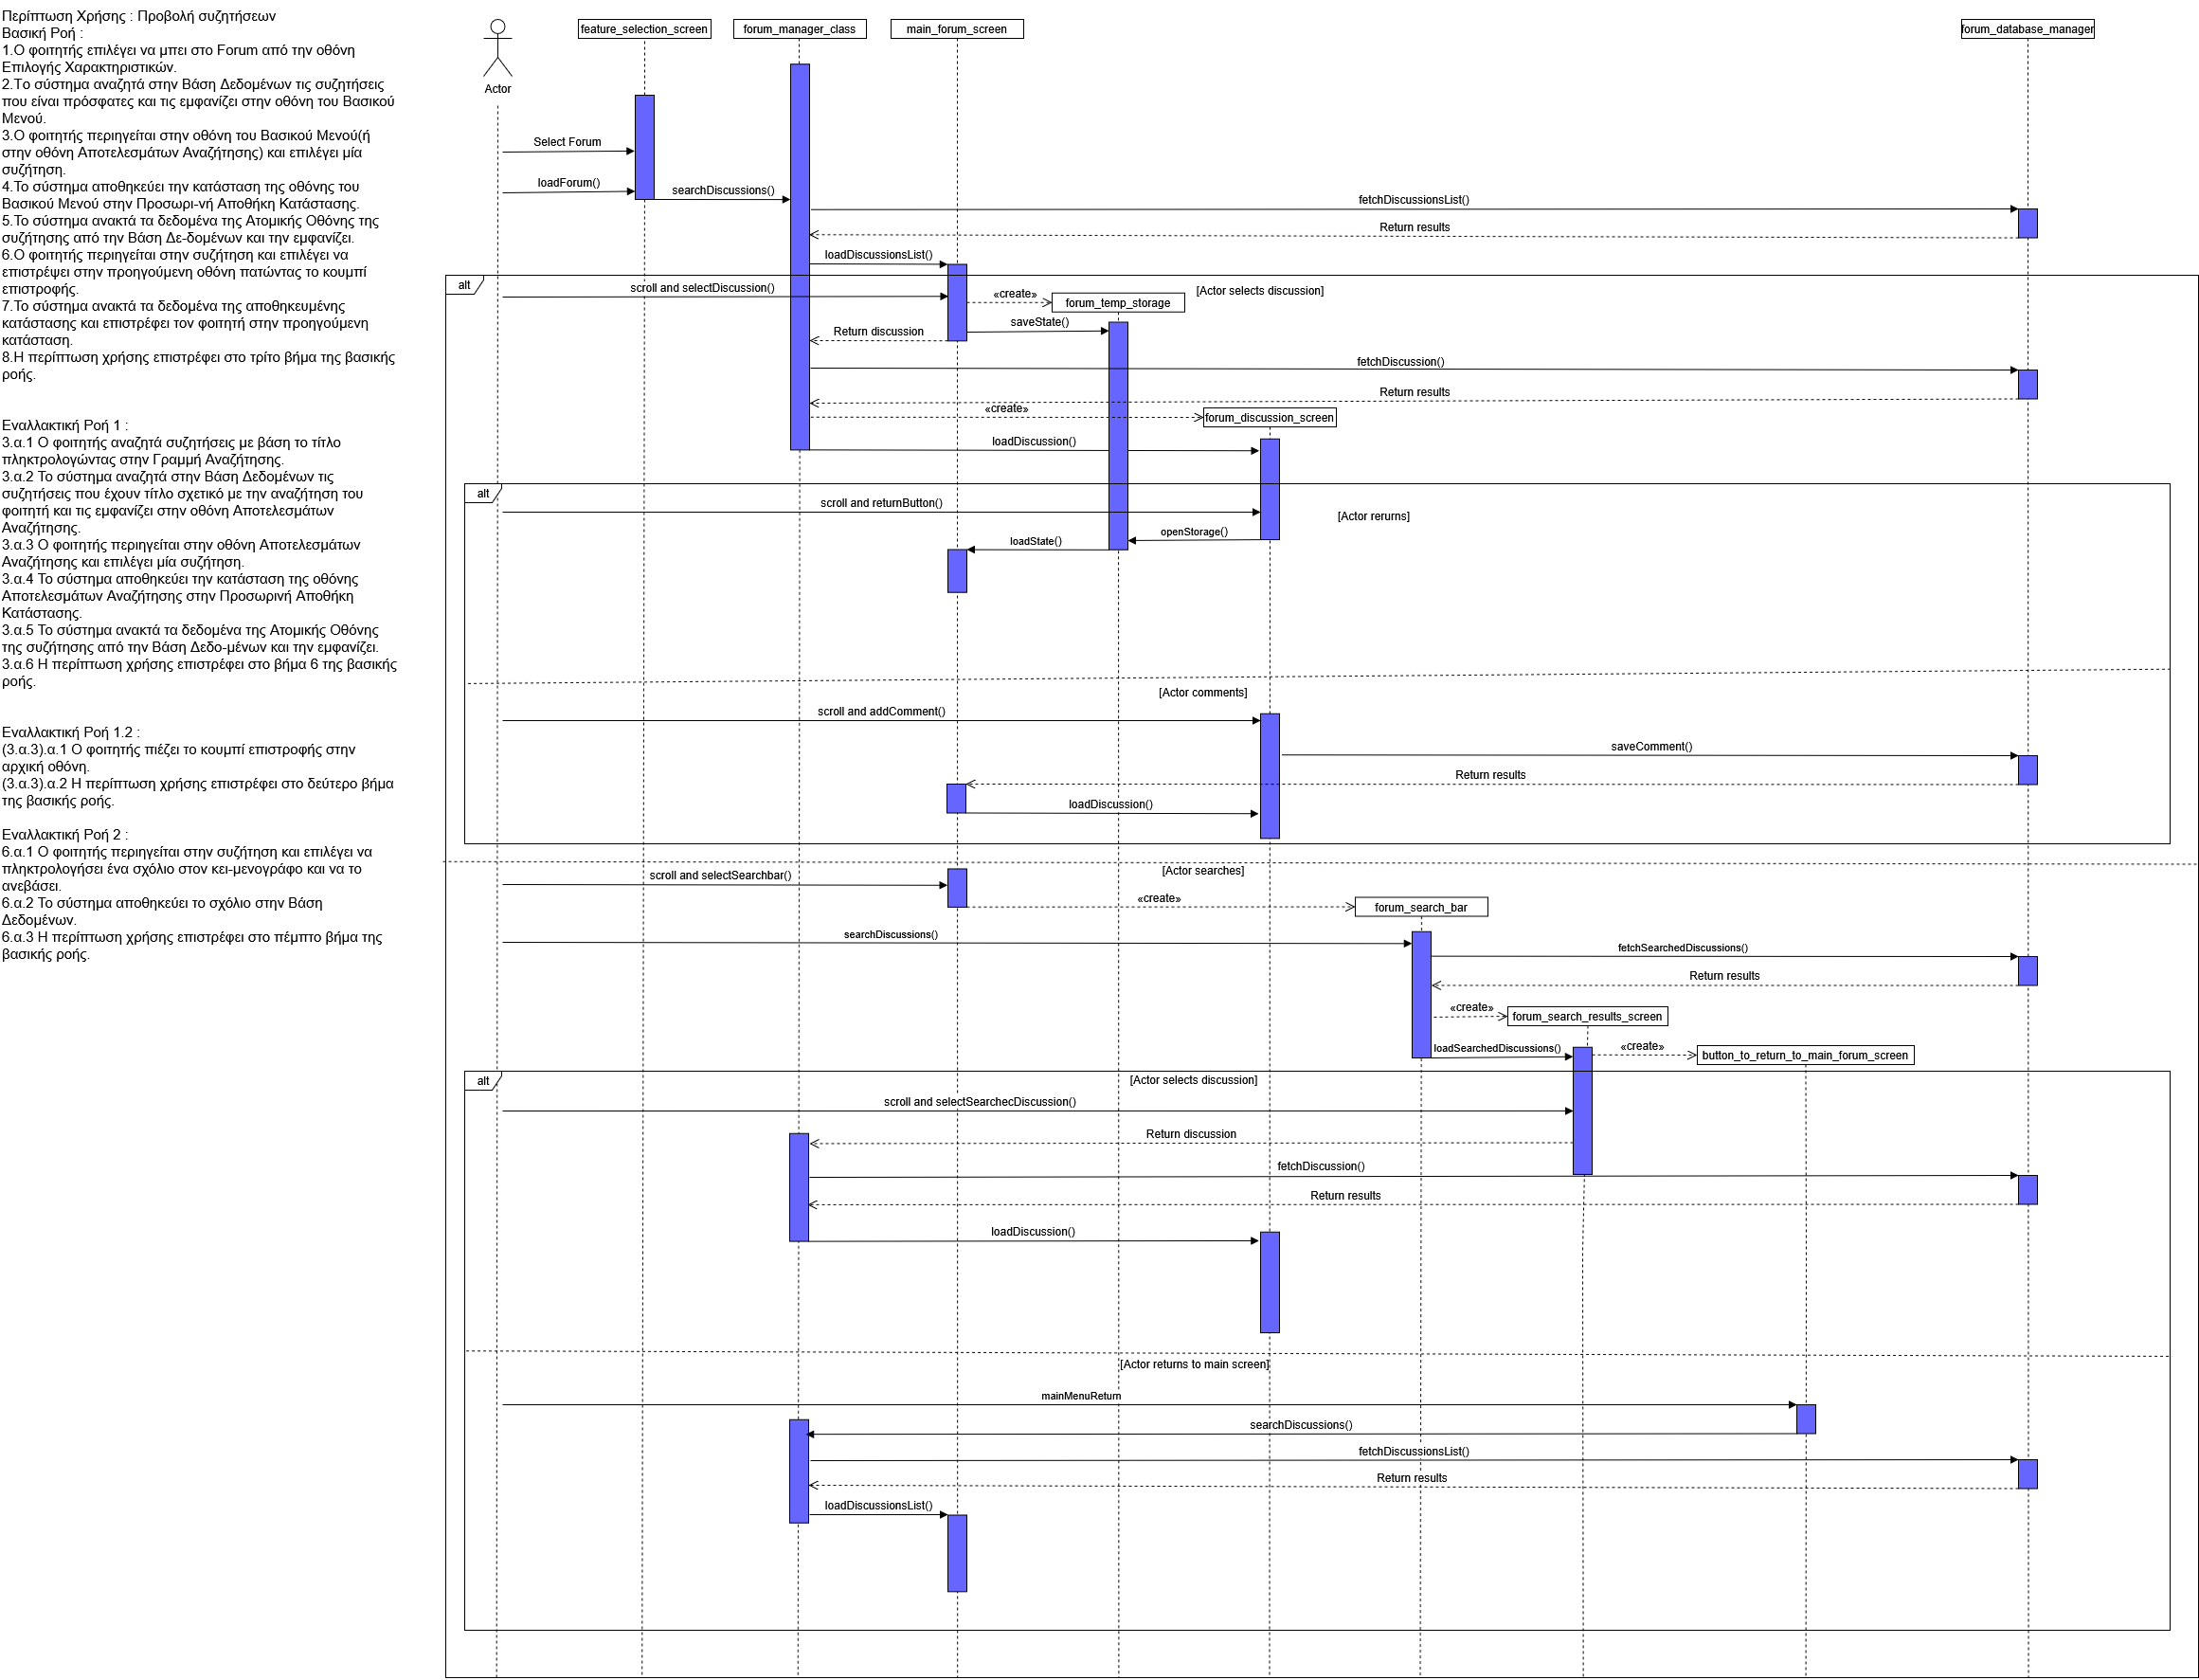 Περίπτωση Χρήσης : Προβολή συζητήσεων
Βασική Ροή :
1.Ο φοιτητής επιλέγει να μπει στο Forum από την οθόνη
Επιλογής Χαρακτηριστικών.
2.Το σύστημα αναζητά στην Βάση Δεδομένων τις συζητήσεις
που είναι πρόσφατες και τις εμφανίζει στην οθόνη του Βασικού
Μενού.
3.Ο φοιτητής περιηγείται στην οθόνη του Βασικού Μενού(ή
στην οθόνη Αποτελεσμάτων Αναζήτησης) και επιλέγει μία
συζήτηση.
4.Το σύστημα αποθηκεύει την κατάσταση της οθόνης του
Βασικού Μενού στην Προσωρι-νή Αποθήκη Κατάστασης.
5.Το σύστημα ανακτά τα δεδομένα της Ατομικής Οθόνης της
συζήτησης από την Βάση Δε-δομένων και την εμφανίζει.
6.Ο φοιτητής περιηγείται στην συζήτηση και επιλέγει να
επιστρέψει στην προηγούμενη οθόνη πατώντας το κουμπί
επιστροφής.
7.Το σύστημα ανακτά τα δεδομένα της αποθηκευμένης
κατάστασης και επιστρέφει τον φοιτητή στην προηγούμενη
κατάσταση.
8.Η περίπτωση χρήσης επιστρέφει στο τρίτο βήμα της βασικής
ροής.
Εναλλακτική Ροή 1 :
3.α.1 Ο φοιτητής αναζητά συζητήσεις με βάση το τίτλο
πληκτρολογώντας στην Γραμμή Αναζήτησης.
3.α.2 Το σύστημα αναζητά στην Βάση Δεδομένων τις
συζητήσεις που έχουν τίτλο σχετικό με την αναζήτηση του
φοιτητή και τις εμφανίζει στην οθόνη Αποτελεσμάτων
Αναζήτησης.
3.α.3 Ο φοιτητής περιηγείται στην οθόνη Αποτελεσμάτων
Αναζήτησης και επιλέγει μία συζήτηση.
3.α.4 Το σύστημα αποθηκεύει την κατάσταση της οθόνης
Αποτελεσμάτων Αναζήτησης στην Προσωρινή Αποθήκη
Κατάστασης.
3.α.5 Το σύστημα ανακτά τα δεδομένα της Ατομικής Οθόνης
της συζήτησης από την Βάση Δεδο-μένων και την εμφανίζει.
3.α.6 Η περίπτωση χρήσης επιστρέφει στο βήμα 6 της βασικής
ροής.
Εναλλακτική Ροή 1.2 :
(3.α.3).α.1 Ο φοιτητής πιέζει το κουμπί επιστροφής στην
αρχική οθόνη.
(3.α.3).α.2 Η περίπτωση χρήσης επιστρέφει στο δεύτερο βήμα
της βασικής ροής.
Εναλλακτική Ροή 2 :
6.α.1 Ο φοιτητής περιηγείται στην συζήτηση και επιλέγει να
πληκτρολογήσει ένα σχόλιο στον κει-μενογράφο και να το
ανεβάσει.
6.α.2 Το σύστημα αποθηκεύει το σχόλιο στην Βάση
Δεδομένων.
6.α.3 Η περίπτωση χρήσης επιστρέφει στο πέμπτο βήμα της
βασικής ροής.
Actor
feature_selection_screen
forum_manager_class
main_forum_screen
forum_database_manager
Select Forum
loadForum()
searchDiscussions()
fetchDiscussionsList()
Return results
loadDiscussionsList()
alt
[Actor selects discussion]
scroll and selectDiscussion()
«create»
forum_temp_storage
saveState()
Return discussion
fetchDiscussion()
Return results
«create»
forum_discussion_screen
loadDiscussion()
alt
scroll and returnButton()
[Actor rerurns]
openStorage()
loadState()
[Actor comments]
scroll and addComment()
saveComment()
Return results
loadDiscussion()
[Actor searches]
scroll and selectSearchbar()
«create»
forum_search_bar
searchDiscussions()
fetchSearchedDiscussions()
Return results
«create»
forum_search_results_screen
loadSearchedDiscussions()
«create»
button_to_return_to_main_forum_screen
alt
[Actor selects discussion]
scroll and selectSearchecDiscussion()
Return discussion
fetchDiscussion()
Return results
loadDiscussion()
[Actor returns to main screen]
mainMenuReturn
searchDiscussions()
fetchDiscussionsList()
Return results
loadDiscussionsList()